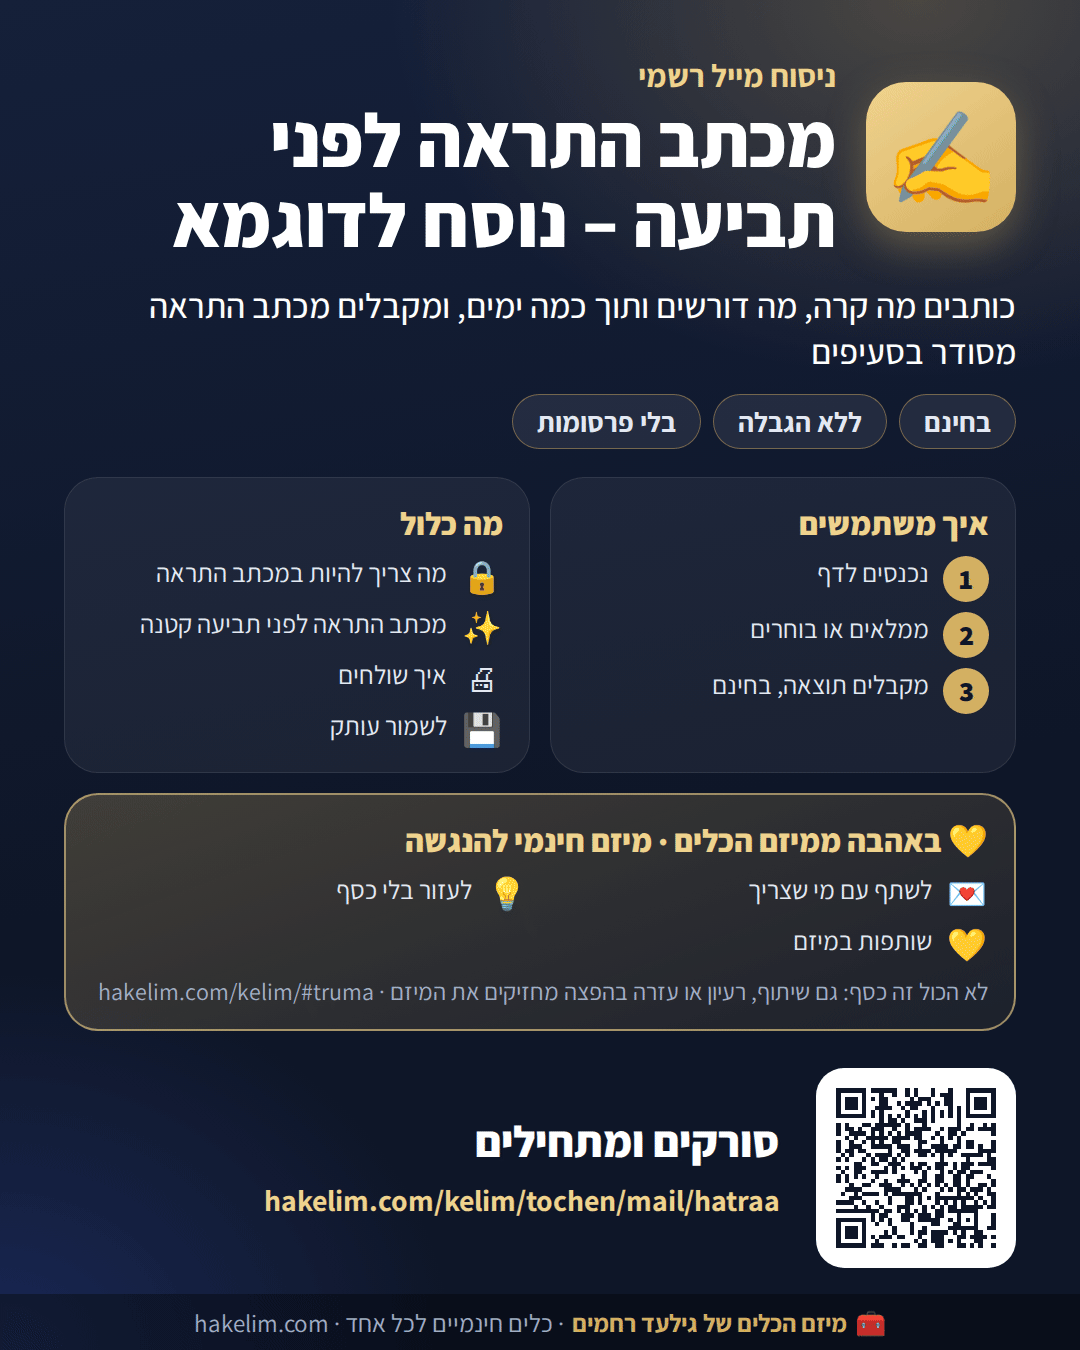 ניסוח מייל רשמי
מכתב התראה לפני
תביעה – נוסח לדוגמא
כותבים מה קרה, מה דורשים ותוך כמה ימים, ומקבלים מכתב התראה
מסודר בסעיפים
בחינם
ללא הגבלה
בלי פרסומות
איך משתמשים
1 נכנסים לדף
2 ממלאים או בוחרים
3 מקבלים תוצאה, בחינם
מה כלול
מה צריך להיות במכתב התראה
מכתב התראה לפני תביעה קטנה
איך שולחים
לשמור עותק
באהבה ממיזם הכלים · מיזם חינמי להנגשה
לשתף עם מי שצריך
לעזור בלי כסף
שותפות במיזם
לא הכול זה כסף: גם שיתוף, רעיון או עזרה בהפצה מחזיקים את המיזם · hakelim.com/kelim/#truma
סורקים ומתחילים
hakelim.com/kelim/tochen/mail/hatraa
מיזם הכלים של גילעד רחמים · כלים חינמיים לכל אחד · hakelim.com